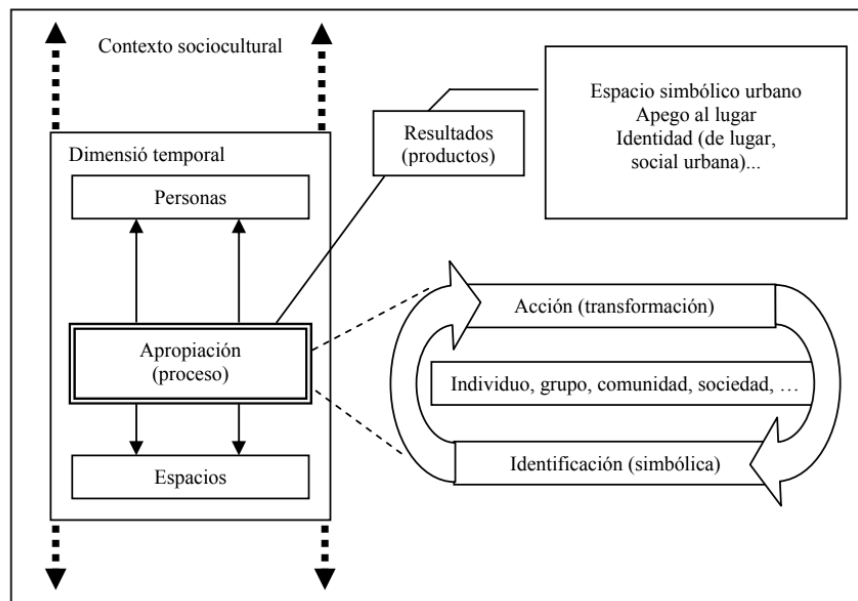 Contexto sociocultural
Dimensió temporal
Personas
Apropiación
(proceso)
Espacios
Resultados
(productos)
Espacio simbólico urbano
Apego al lugar
Identidad (de lugar,
social urbana)...
Acción (transformación)
Individuo, grupo, comunidad, sociedad, …
Identificación (simbólica)